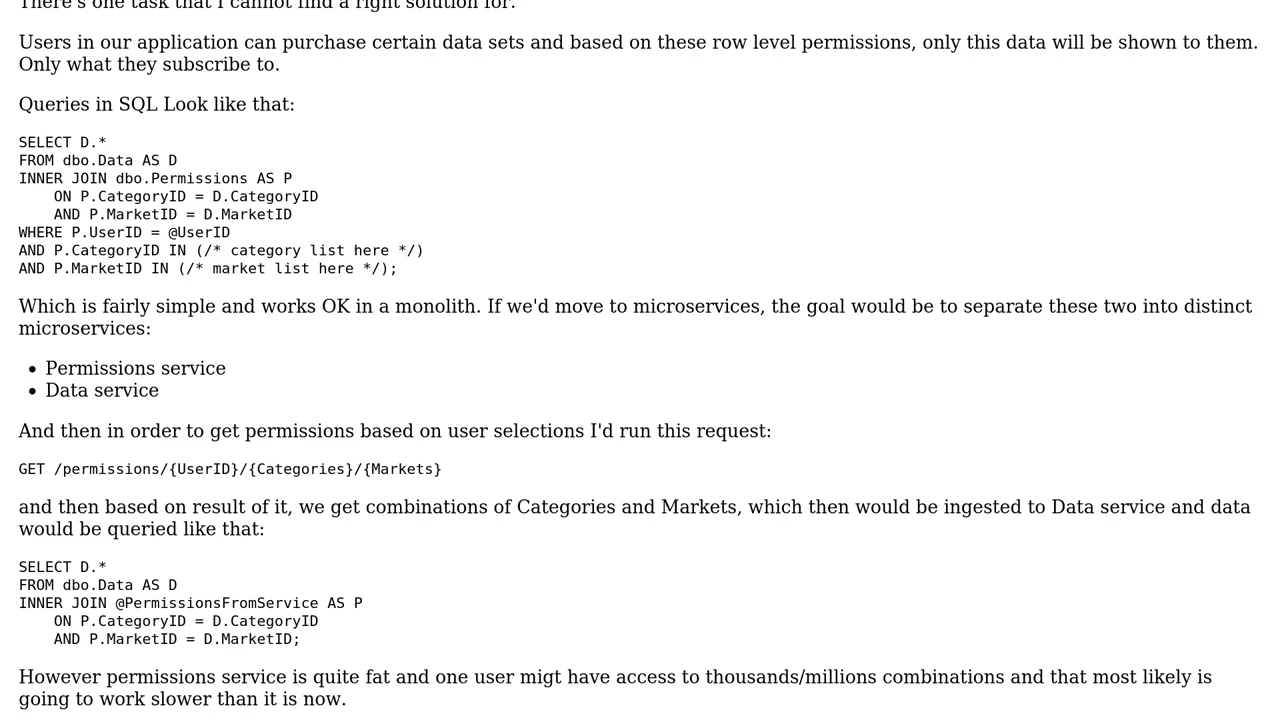 There's one task that I cannot find a right solution for.
Users in our application can purchase certain data sets and based on these row level permissions, only this data will be shown to them.
Only what they subscribe to.
Queries in SQL Look like that:
SELECT D.*
FROM dbo.Data AS D
INNER JOIN dbo.Permissions AS P
    ON P.CategoryID = D.CategoryID
    AND P.MarketID = D.MarketID
WHERE P.UserID = @UserID
AND P.CategoryID IN (/* category list here */)
AND P.MarketID IN (/* market list here */);
Which is fairly simple and works OK in a monolith. If we'd move to microservices, the goal would be to separate these two into distinct
microservices:
• Permissions service
• Data service
And then in order to get permissions based on user selections I'd run this request:
GET /permissions/{UserID}/{Categories}/{Markets}
and then based on result of it, we get combinations of Categories and Markets, which then would be ingested to Data service and data
would be queried like that:
SELECT D.*
FROM dbo.Data AS D
INNER JOIN @PermissionsFromService AS P
    ON P.CategoryID = D.CategoryID
    AND P.MarketID = D.MarketID;
However permissions service is quite fat and one user migt have access to thousands/millions combinations and that most likely is
going to work slower than it is now.